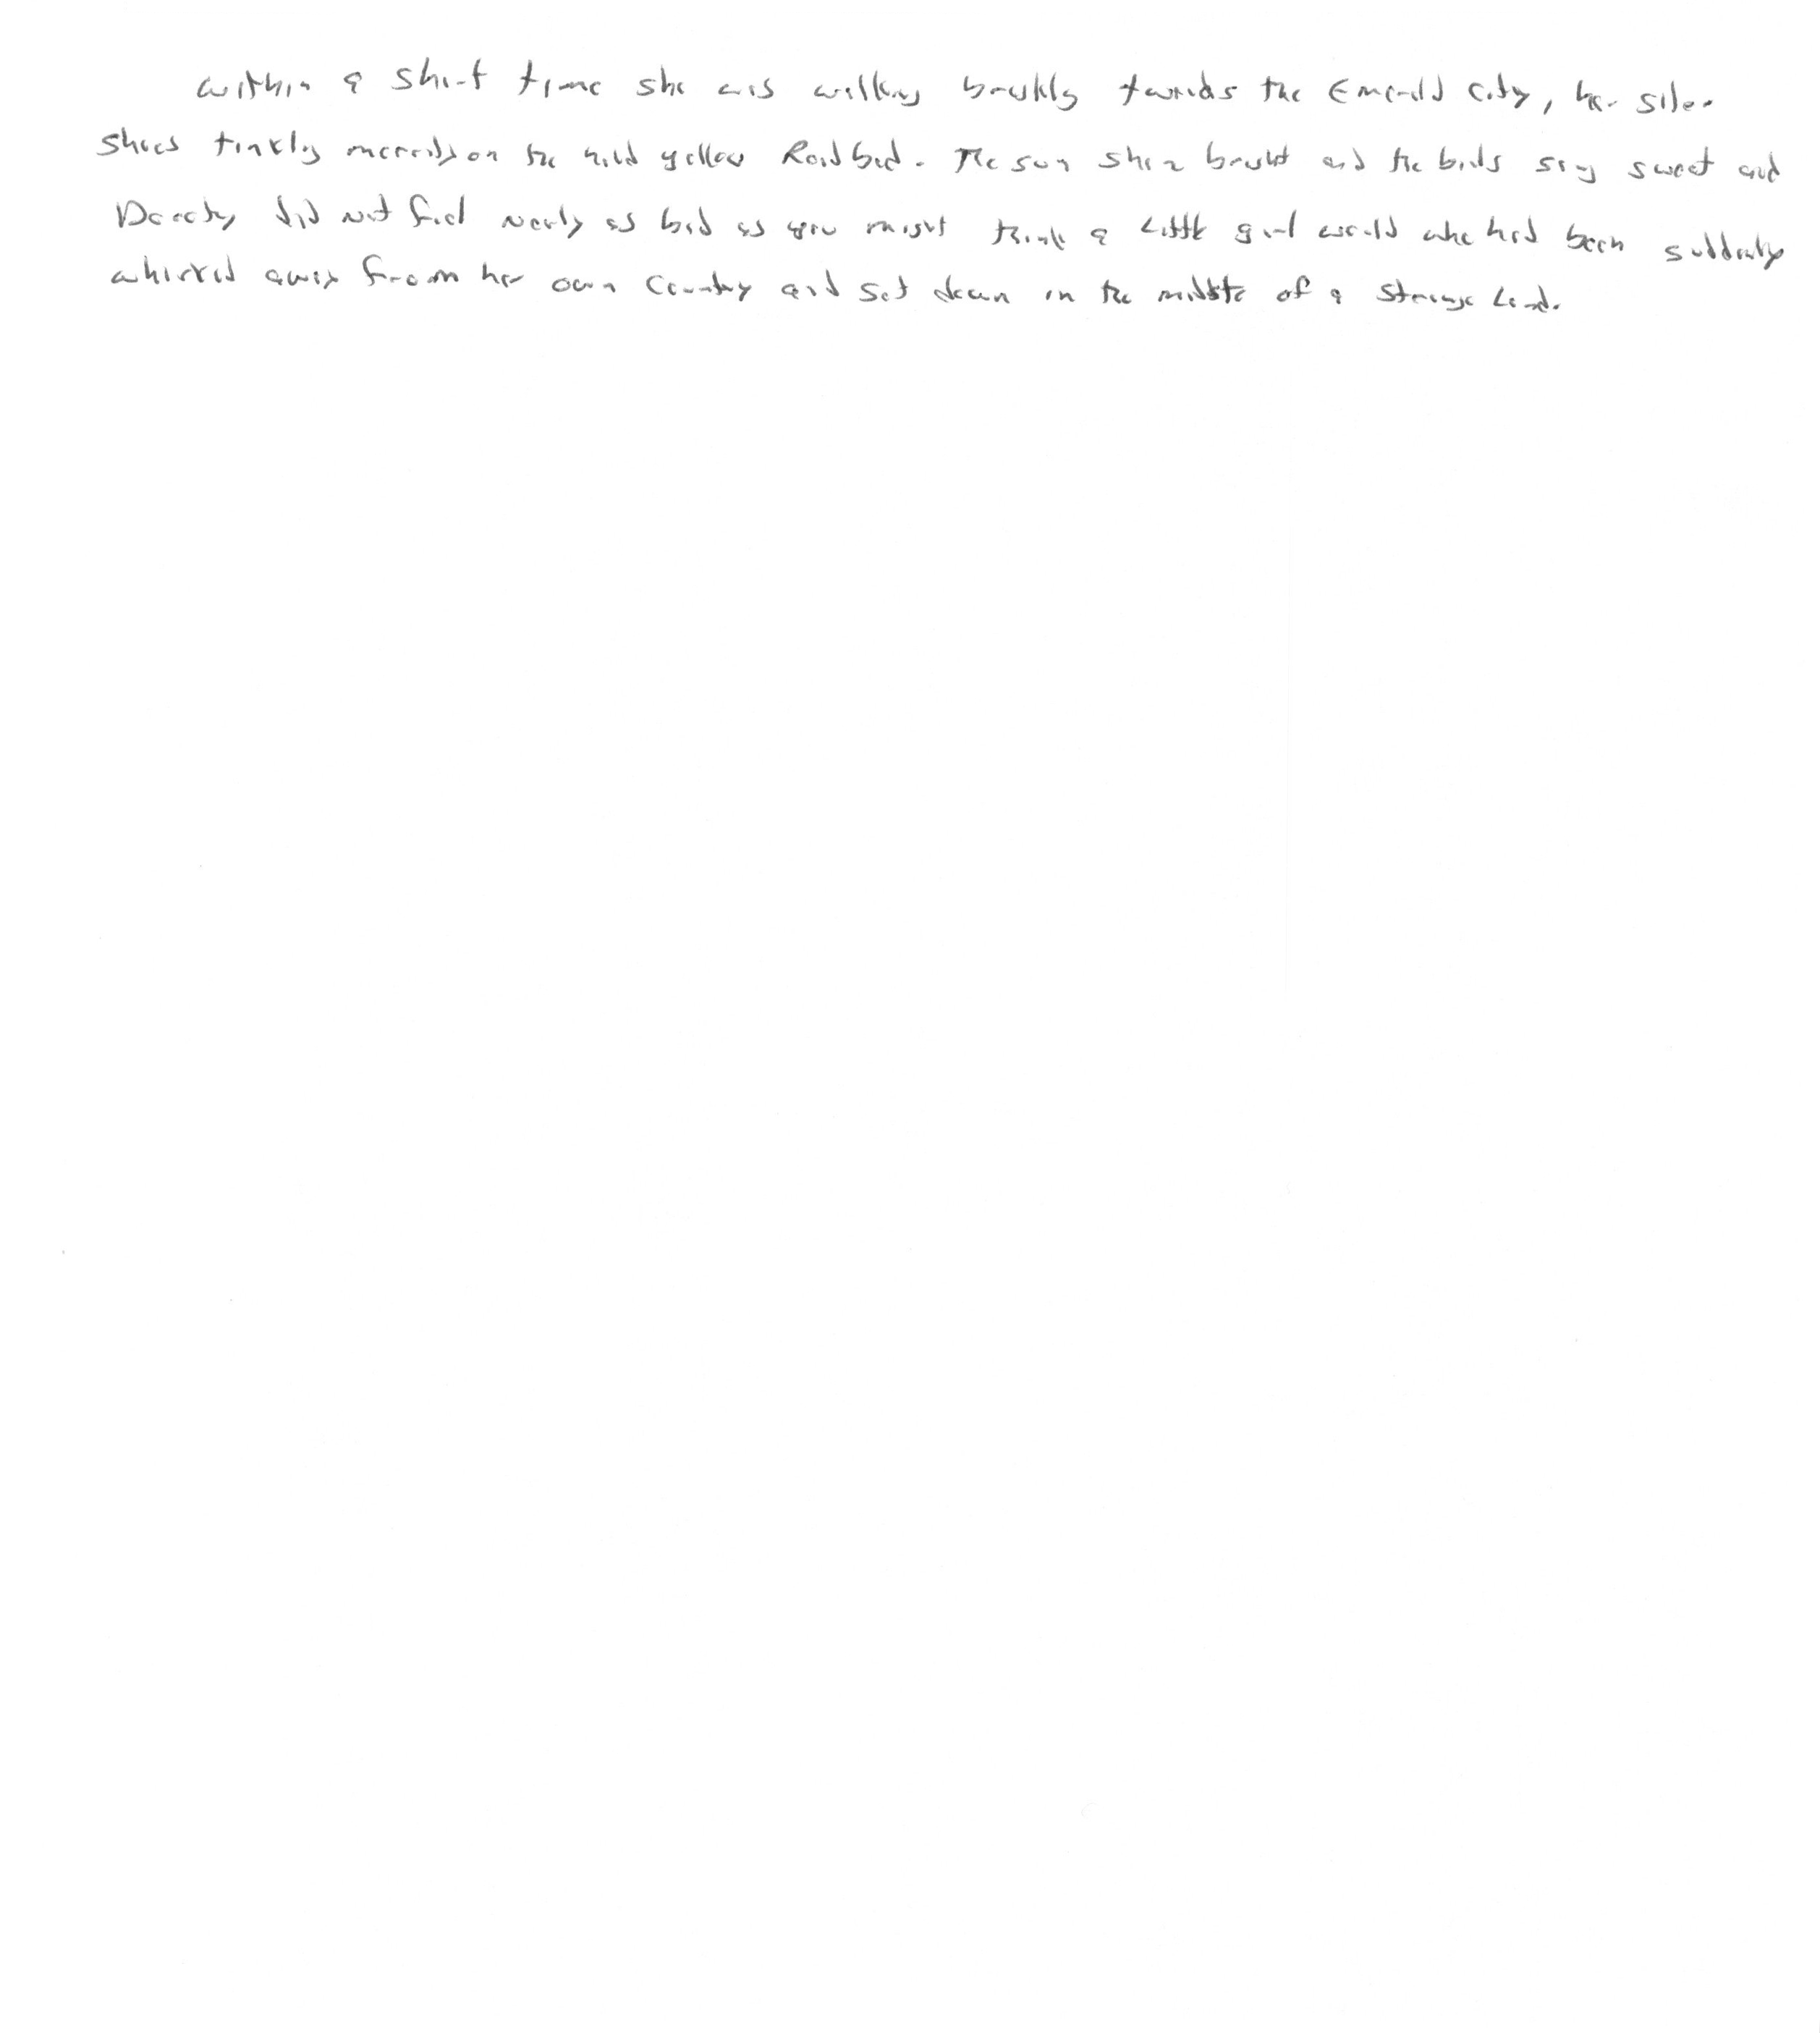 Within a short time she was walking briskly towards the Emerald City, her silver
shoes tinkling merrily on the hard yellow Road bed. The sun shone bright and the birds sang sweet and
Dorothy did not feel nearly as bad as you might think a Little girl would who had been suddenly
whisked away from her own Country and set down in the middle of a strange Land.